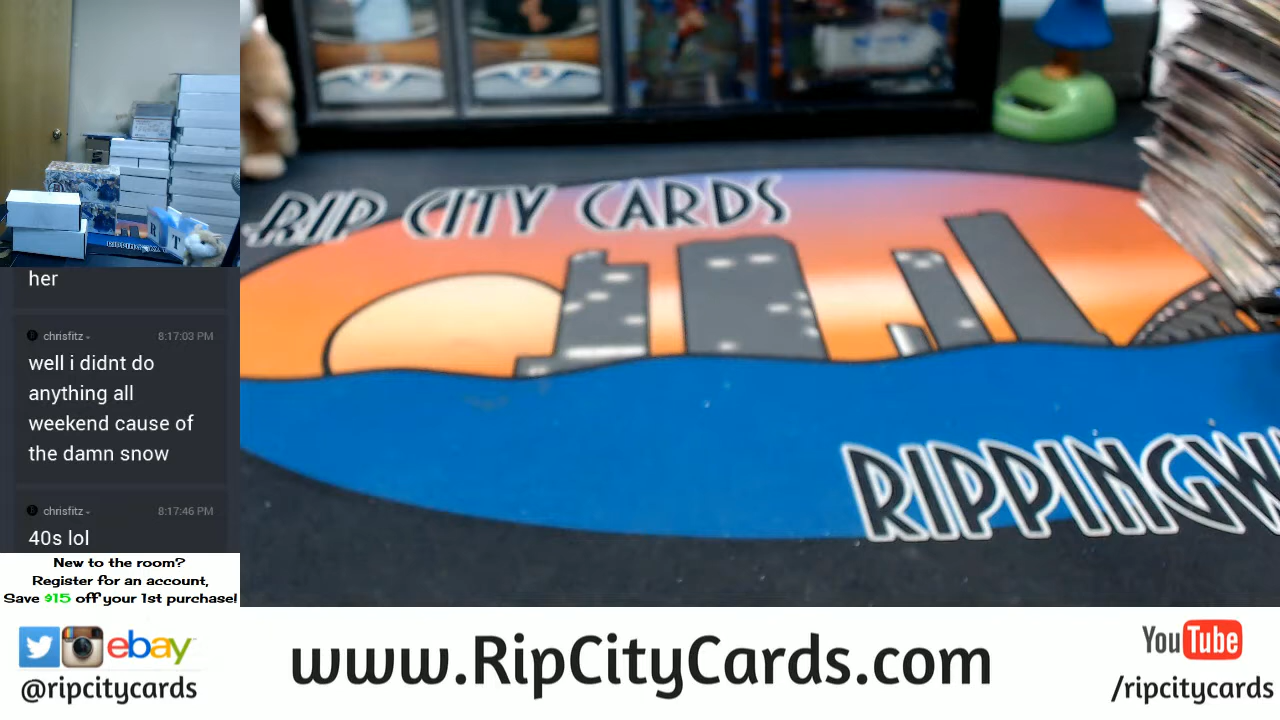 RIP CITY CARDS
her
chrisfitz
8:17:03 PM
well i didnt do
anything all
weekend cause of
the damn snow
chrisfitz
8:17:46 PM
40s lol
RIPPINGW
New to the room?
Register for an account,
Save $15 off your 1st purchase!
ebay
@ripcitycards
www.RipCityCards.com
YouTube
/ripcitycards